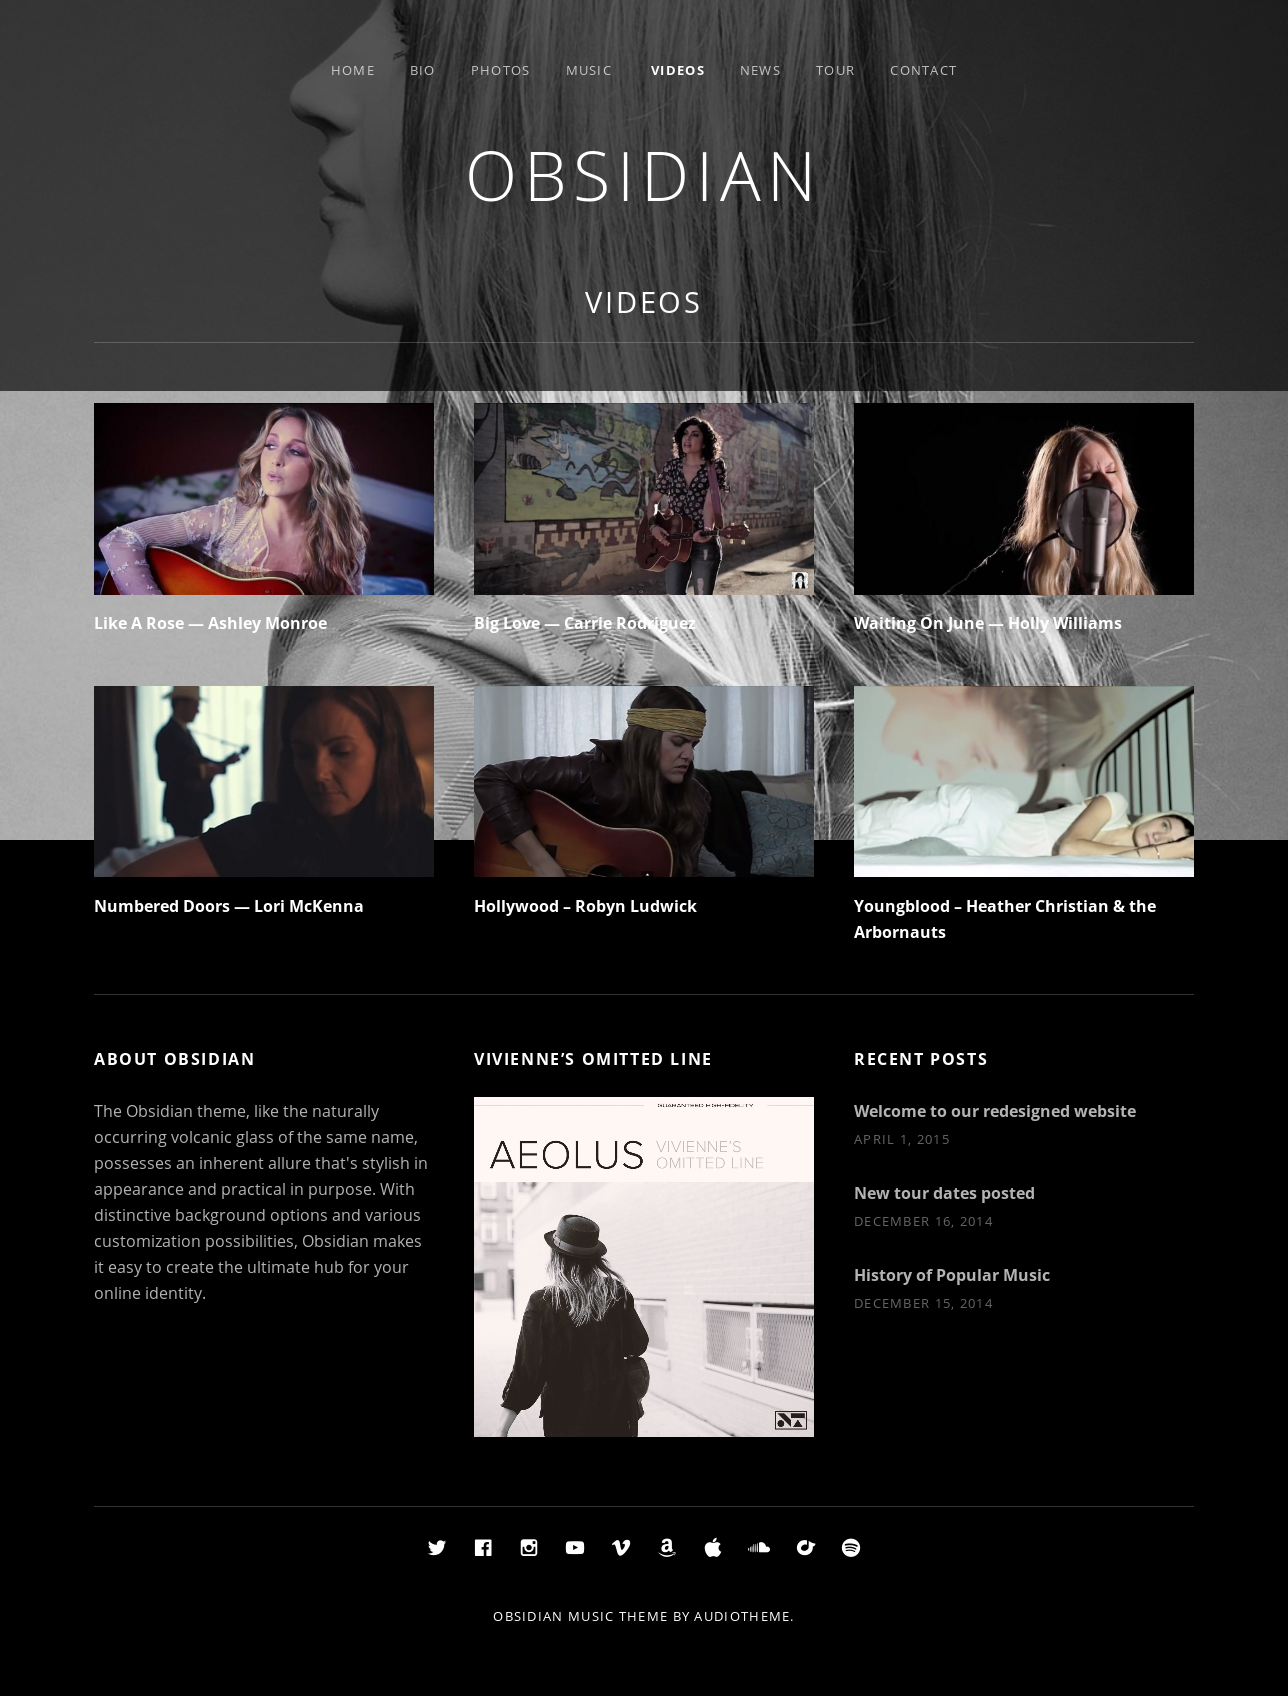 HOME BIO PHOTOS MUSIC VIDEOS NEWS TOUR CONTACT
OBSIDIAN
VIDEOS
Like A Rose — Ashley Monroe
Big Love — Carrie Rodriguez
Waiting On June — Holly Williams
Numbered Doors — Lori McKenna
Hollywood – Robyn Ludwick
Youngblood – Heather Christian & the
Arbornauts
ABOUT OBSIDIAN
The Obsidian theme, like the naturally
occurring volcanic glass of the same name,
possesses an inherent allure that's stylish in
appearance and practical in purpose. With
distinctive background options and various
customization possibilities, Obsidian makes
it easy to create the ultimate hub for your
online identity.
VIVIENNE’S OMITTED LINE
GUARANTEED HIGH-FIDELITY
AEOLUS
VIVIENNE'S
OMITTED LINE
RECENT POSTS
Welcome to our redesigned website
APRIL 1, 2015
New tour dates posted
DECEMBER 16, 2014
History of Popular Music
DECEMBER 15, 2014
OBSIDIAN MUSIC THEME BY AUDIOTHEME.